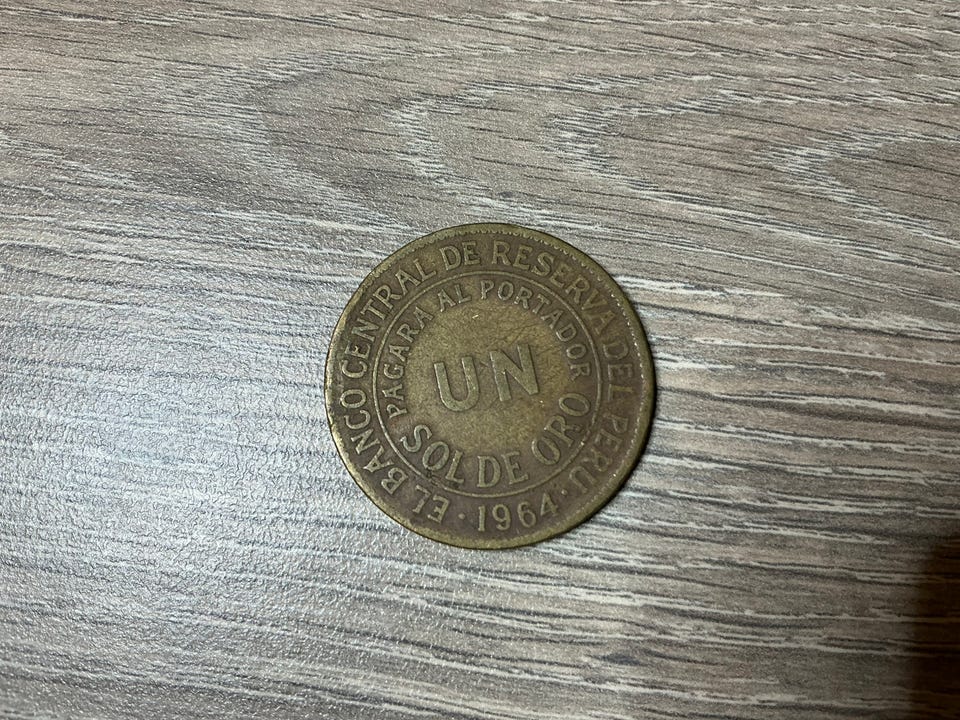 EL BANCO CENTRAL DE RESERVA DEL PERU
· 1964 ·
PAGARA AL PORTADOR
UN
SOL DE ORO